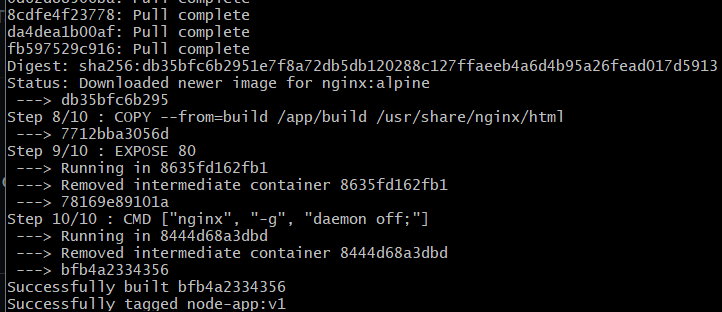 8cdfe4f23778: Pull complete
da4dea1b00af: Pull complete
fb597529c916: Pull complete
Digest: sha256:db35bfc6b2951e7f8a72db5db120288c127ffaeeb4a6d4b95a26fead017d5913
Status: Downloaded newer image for nginx:alpine
---> db35bfc6b295
Step 8/10 : COPY --from=build /app/build /usr/share/nginx/html
---> 7712bba3056d
Step 9/10 : EXPOSE 80
---> Running in 8635fd162fb1
---> Removed intermediate container 8635fd162fb1
---> 78169e89101a
Step 10/10 : CMD ["nginx", "-g", "daemon off;"]
---> Running in 8444d68a3dbd
---> Removed intermediate container 8444d68a3dbd
---> bfb4a2334356
Successfully built bfb4a2334356
Successfully tagged node-app:v1